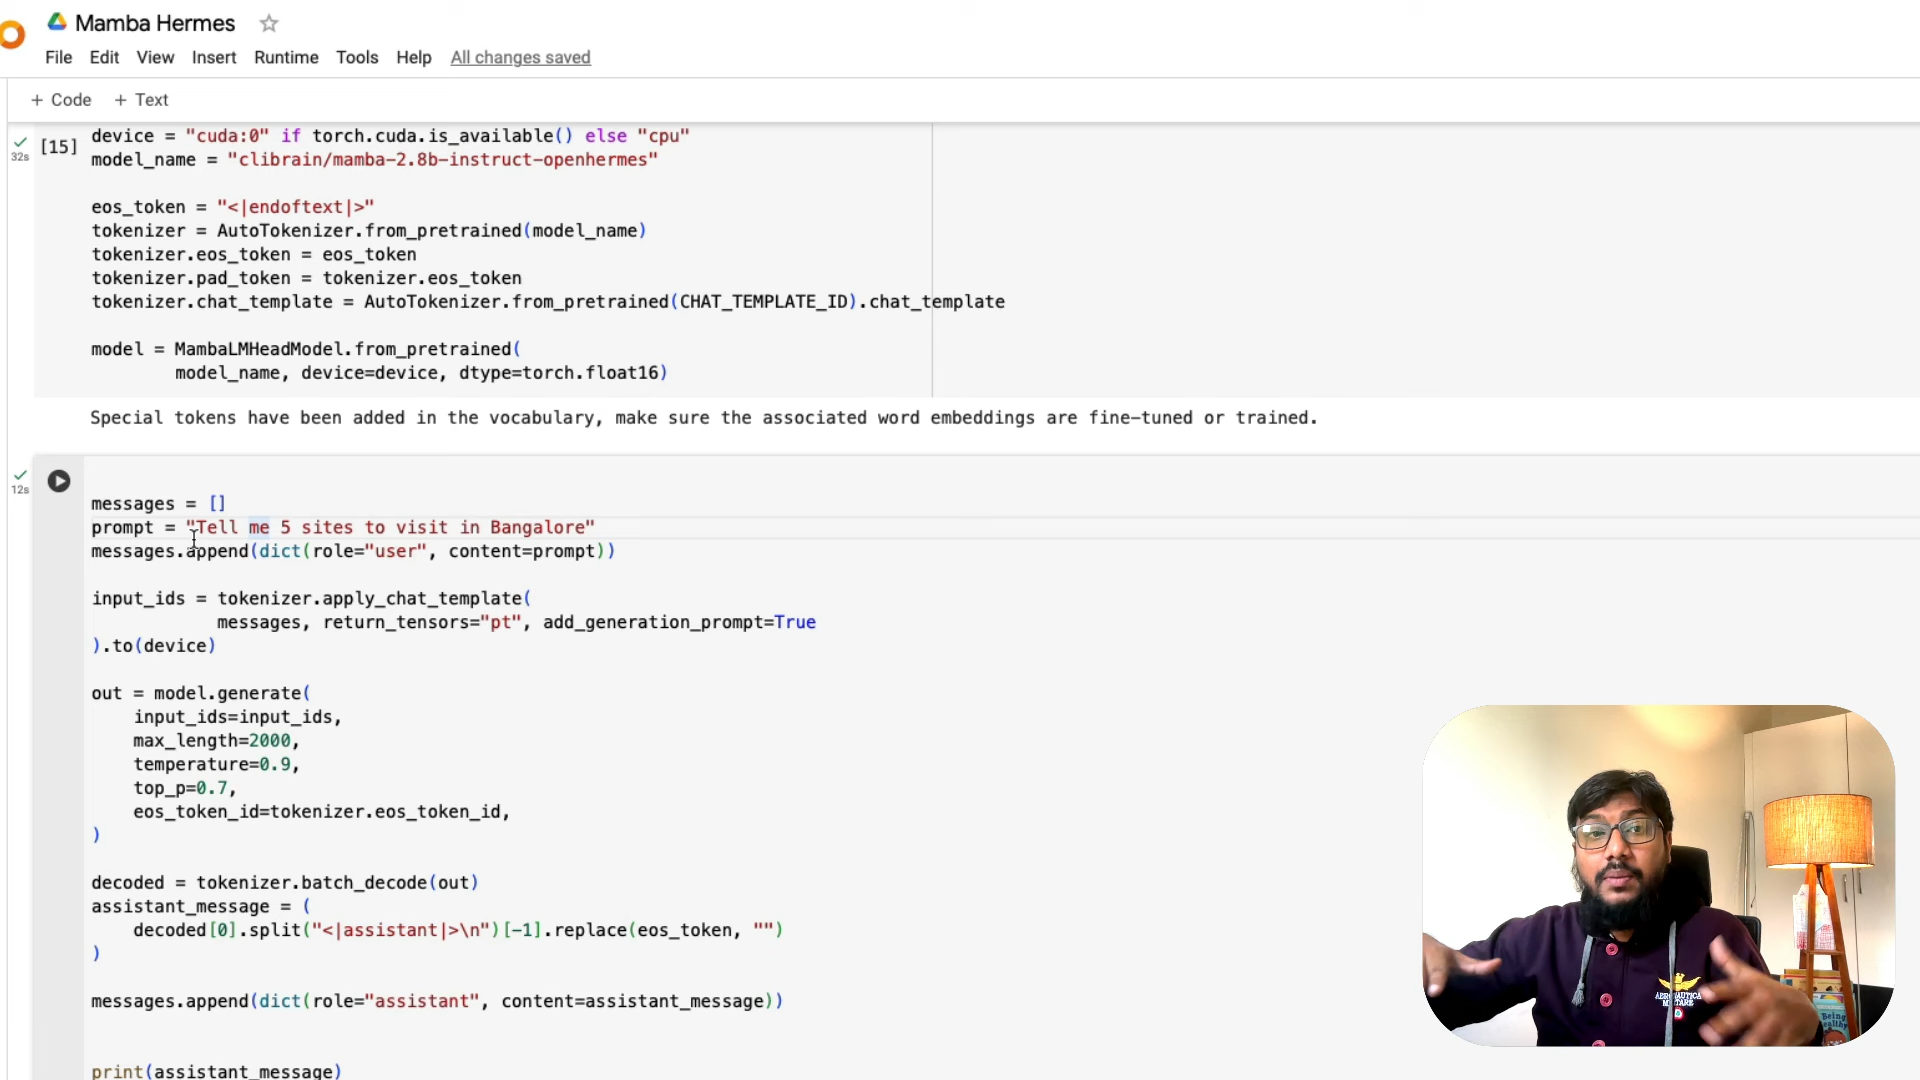 Mamba Hermes
File Edit View Insert Runtime Tools Help All changes saved
+ Code + Text
32s
[15]
device = "cuda:0" if torch.cuda.is_available() else "cpu"
model_name = "clibrain/mamba-2.8b-instruct-openhermes"
eos_token = "<|endoftext|>"
tokenizer = AutoTokenizer.from_pretrained(model_name)
tokenizer.eos_token = eos_token
tokenizer.pad_token = tokenizer.eos_token
tokenizer.chat_template = AutoTokenizer.from_pretrained(CHAT_TEMPLATE_ID).chat_template
model = MambaLMHeadModel.from_pretrained(
model_name, device=device, dtype=torch.float16)
Special tokens have been added in the vocabulary, make sure the associated word embeddings are fine-tuned or trained.
12s
messages = []
prompt = "Tell me 5 sites to visit in Bangalore"
messages.append(dict(role="user", content=prompt))
input_ids = tokenizer.apply_chat_template(
messages, return_tensors="pt", add_generation_prompt=True
).to(device)
out = model.generate(
input_ids=input_ids,
max_length=2000,
temperature=0.9,
top_p=0.7,
eos_token_id=tokenizer.eos_token_id,
)
decoded = tokenizer.batch_decode(out)
assistant_message = (
decoded[0].split("<|assistant|>\n")[-1].replace(eos_token, "")
)
messages.append(dict(role="assistant", content=assistant_message))
print(assistant_message)
AERONAUTICA
MILITARE
Being